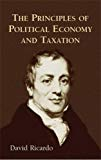 THE PRINCIPLES OF
POLITICAL ECONOMY
AND TAXATION
David Ricardo